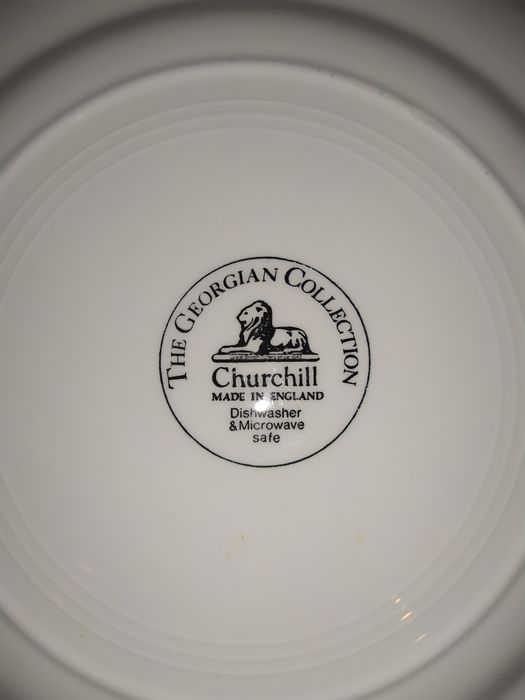 THE GEORGIAN COLLECTION
Churchill
MADE IN ENGLAND
Dishwasher
& Microwave
safe